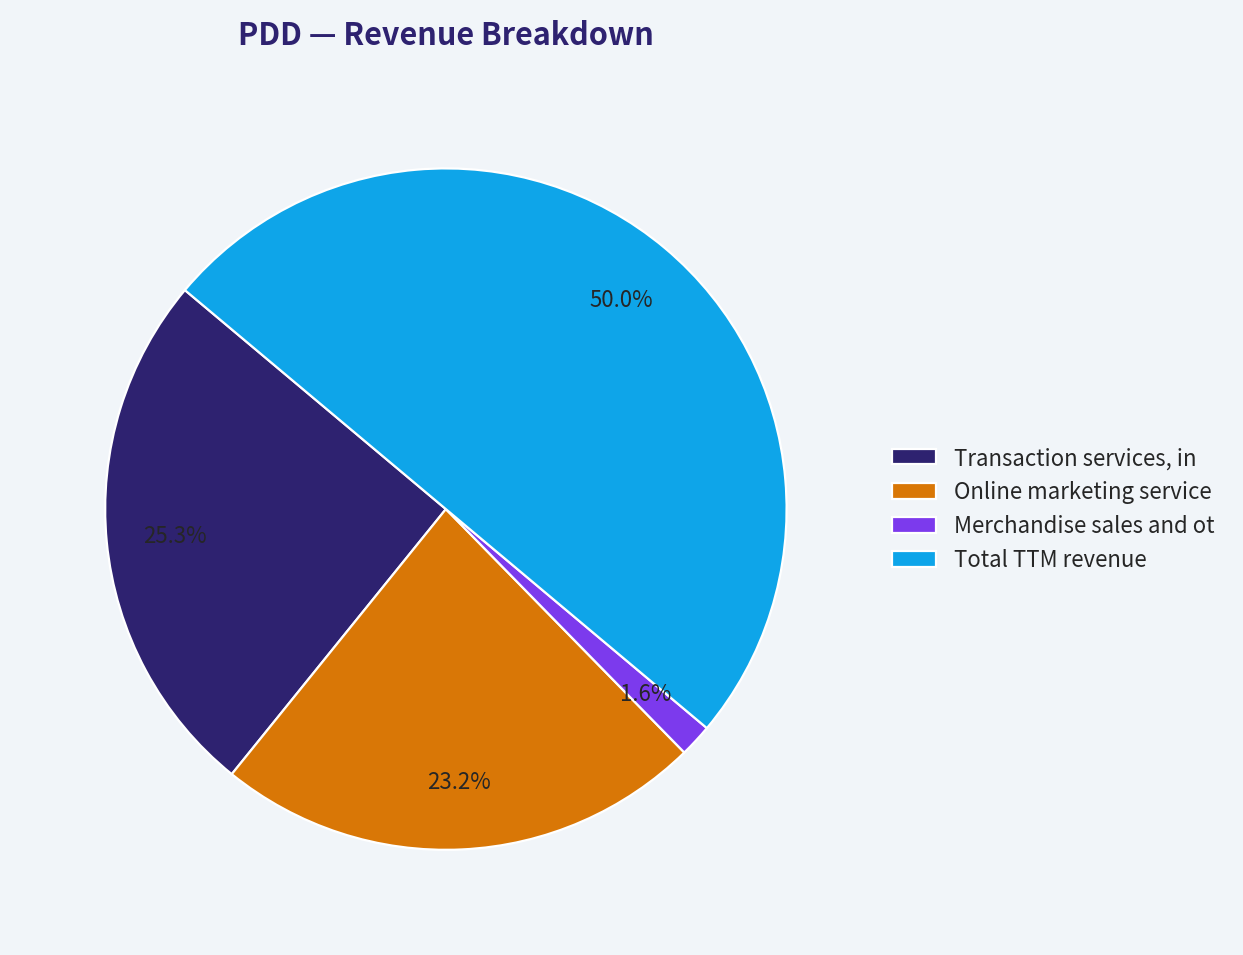 PDD — Revenue Breakdown
50.0%
25.3%
1.6%
23.2%
Transaction services, in
Online marketing service
Merchandise sales and ot
Total TTM revenue